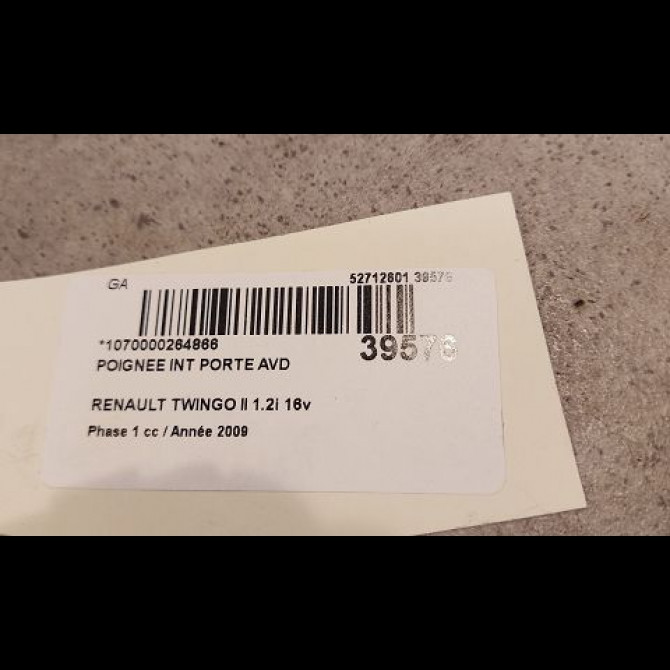 GA 52712601 39576
*1070000264866 39576
POIGNEE INT PORTE AVD
RENAULT TWINGO II 1.2i 16v
Phase 1 cc / Année 2009